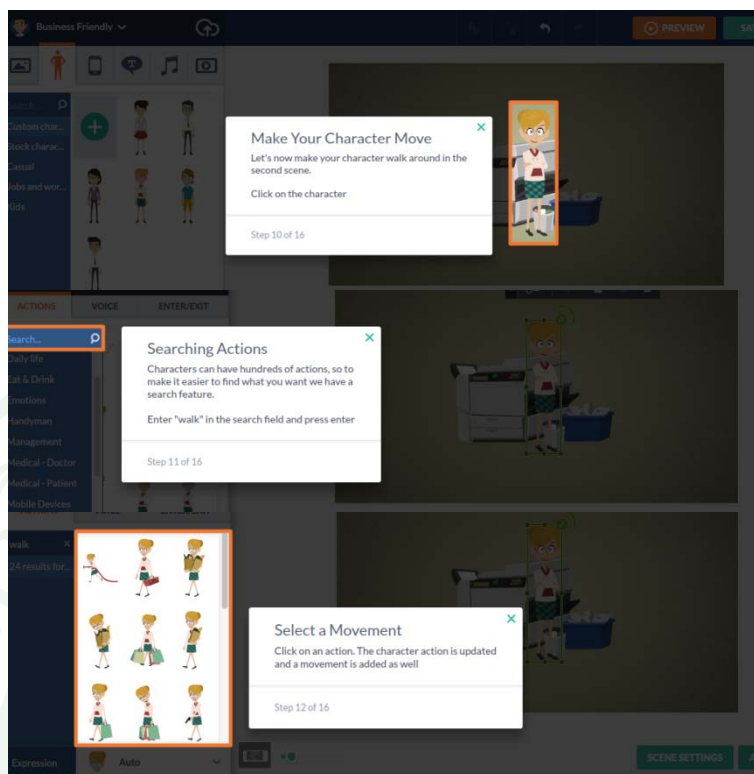 Business Friendly
PREVIEW
Search
Custom char...
Stock charac...
Casual
Jobs and wor...
Kids
Make Your Character Move
Let's now make your character walk around in the
second scene.
Click on the character
Step 10 of 16
ACTIONS VOICE ENTER/EXIT
Search...
Daily life
Eat & Drink
Emotions
Handyman
Management
Medical - Doctor
Medical - Patient
Mobile Devices
Searching Actions
Characters can have hundreds of actions, so to
make it easier to find what you want we have a
search feature.
Enter "walk" in the search field and press enter
Step 11 of 16
walk
24 results for...
Select a Movement
Click on an action. The character action is updated
and a movement is added as well
Step 12 of 16
Expression Auto
SCENE SETTINGS